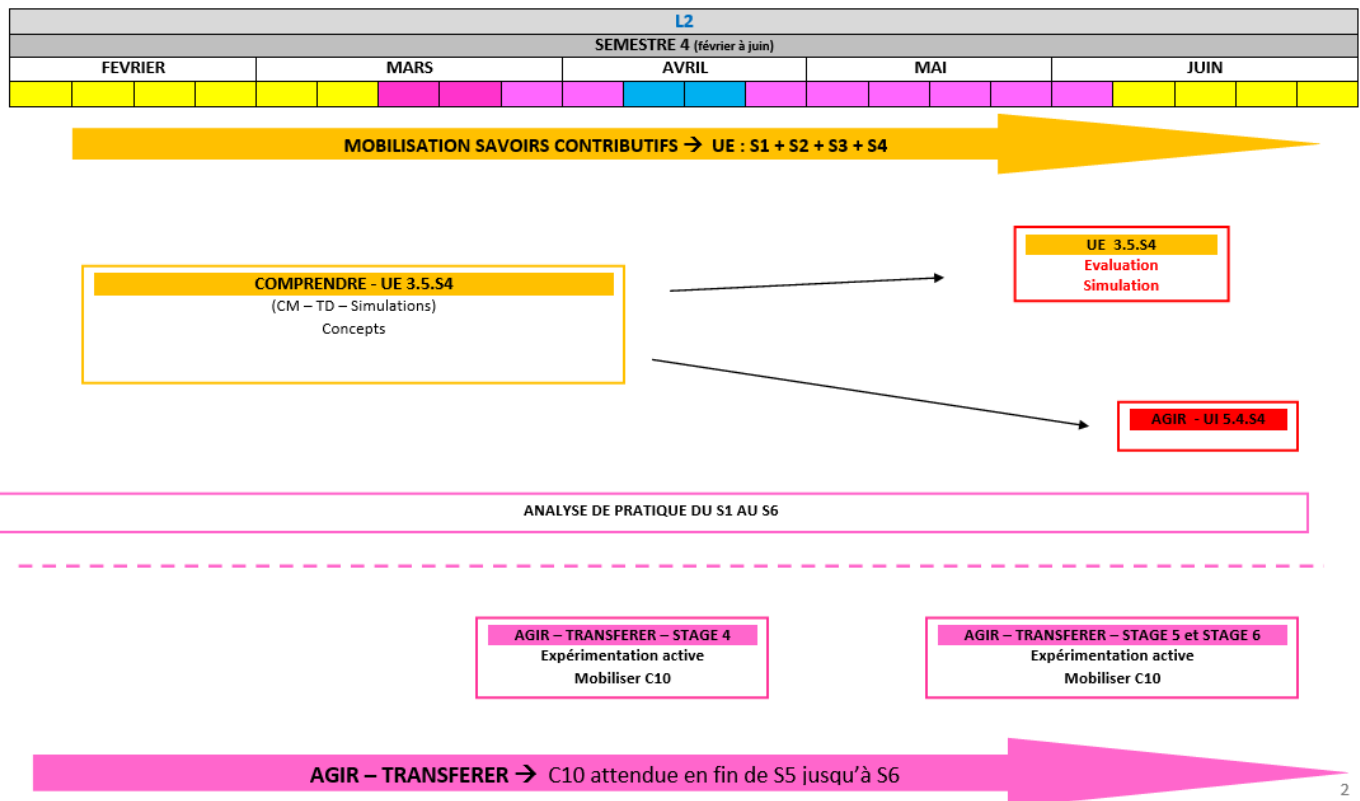 L2
SEMESTRE 4 (février à juin)
FEVRIER MARS AVRIL MAI JUIN
MOBILISATION SAVOIRS CONTRIBUTIFS → UE : S1 + S2 + S3 + S4
UE 3.5.S4
Evaluation
Simulation
COMPRENDRE - UE 3.5.S4
(CM – TD – Simulations)
Concepts
AGIR - UI 5.4.S4
ANALYSE DE PRATIQUE DU S1 AU S6
AGIR – TRANSFERER – STAGE 4
Expérimentation active
Mobiliser C10
AGIR – TRANSFERER – STAGE 5 et STAGE 6
Expérimentation active
Mobiliser C10
AGIR – TRANSFERER → C10 attendue en fin de S5 jusqu’à S6
2